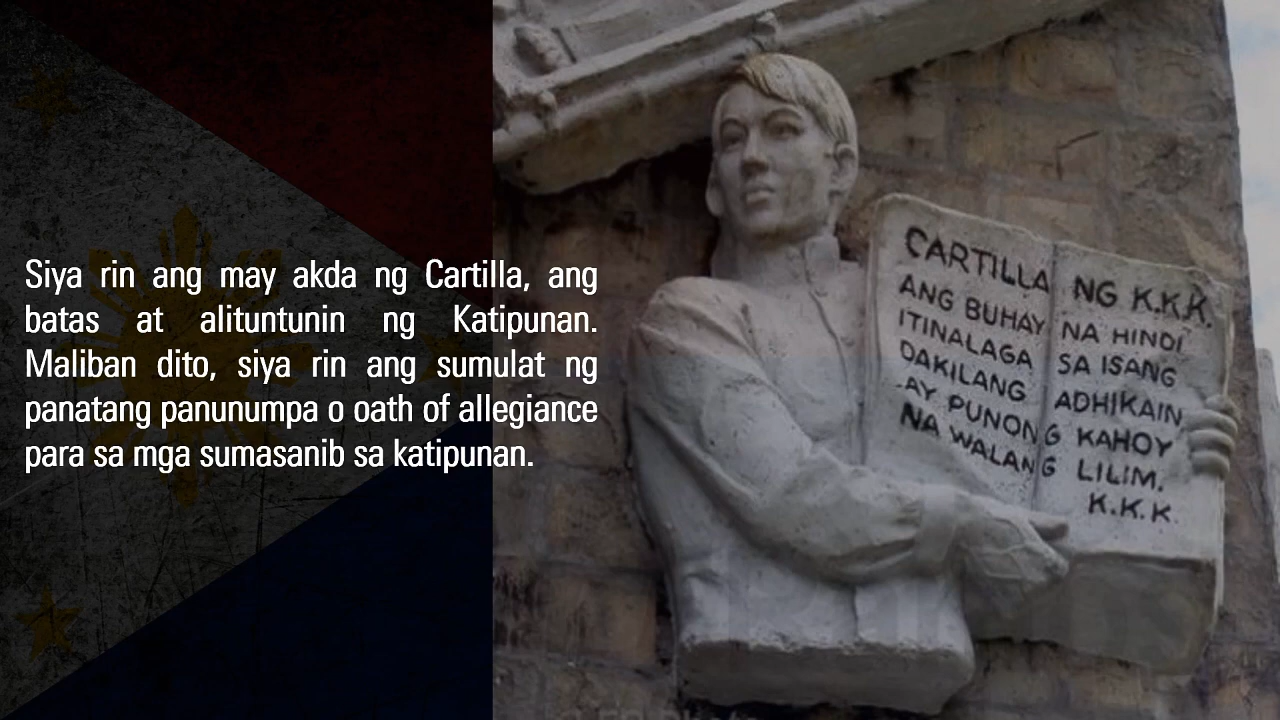 Siya rin ang may akda ng Cartilla, ang
batas at alituntunin ng Katipunan.
Maliban dito, siya rin ang sumulat ng
panatang panunumpa o oath of allegiance
para sa mga sumasanib sa katipunan.
CARTILLA NG K.K.K.
ANG BUHAY NA HINDI
ITINALAGA SA ISANG
DAKILANG ADHIKAIN
AY PUNONG KAHOY
NA WALANG LILIM.
K.K.K.